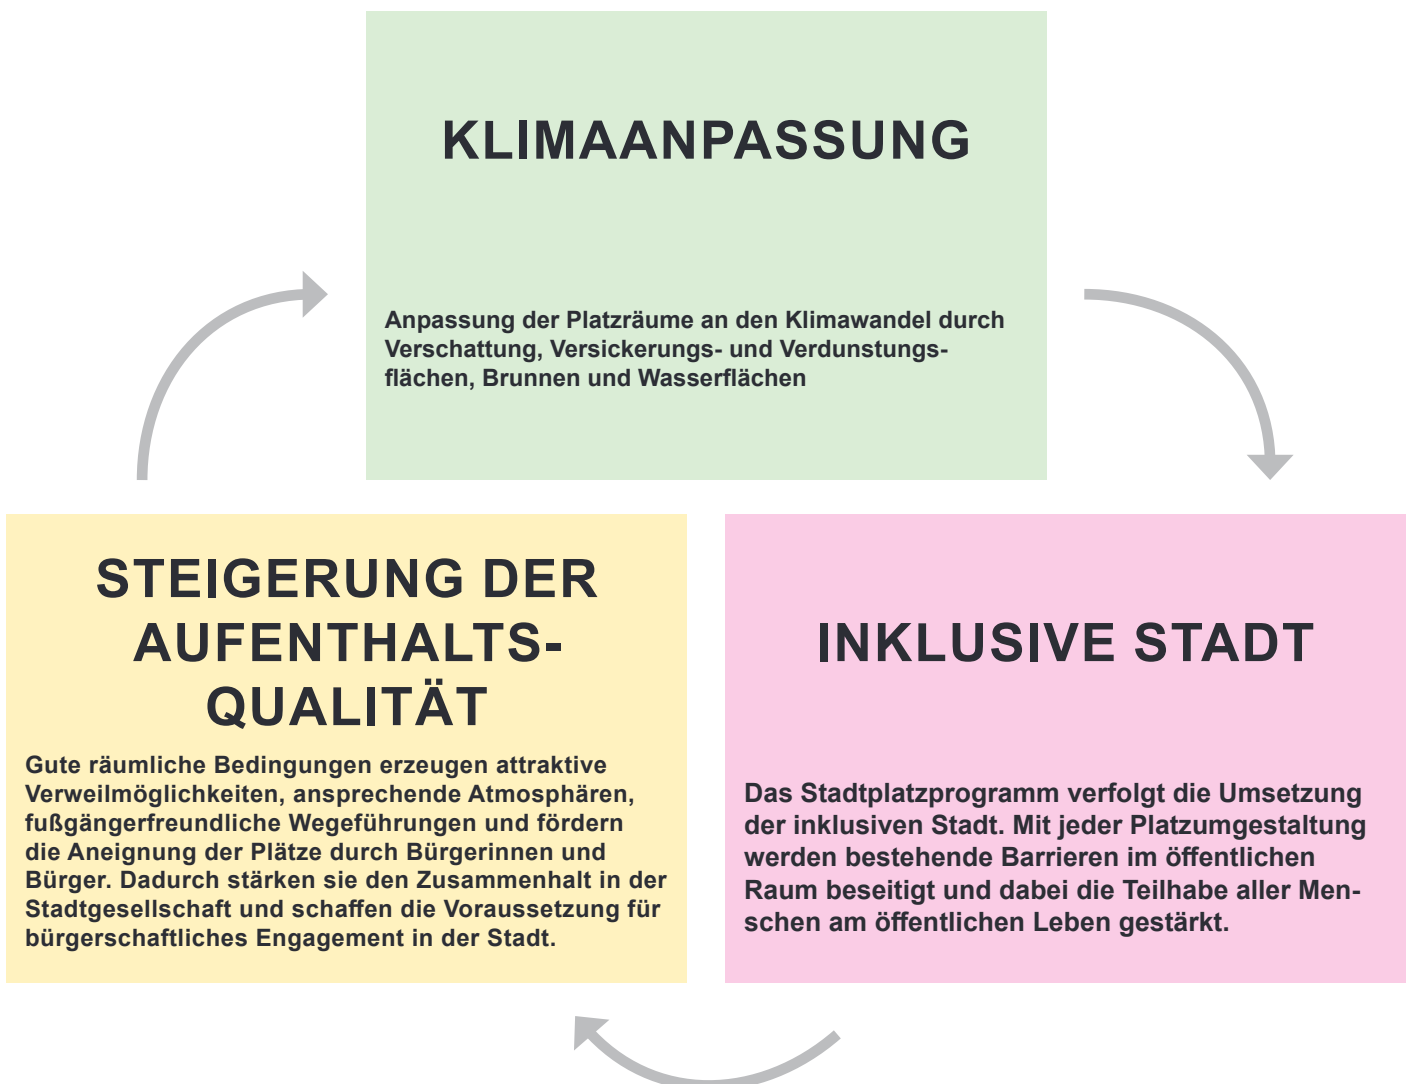 KLIMAANPASSUNG
Anpassung der Platzräume an den Klimawandel durch
Verschattung, Versickerungs- und Verdunstungs-
flächen, Brunnen und Wasserflächen
STEIGERUNG DER
AUFENTHALTS-
QUALITÄT
Gute räumliche Bedingungen erzeugen attraktive
Verweilmöglichkeiten, ansprechende Atmosphären,
fußgängerfreundliche Wegeführungen und fördern
die Aneignung der Plätze durch Bürgerinnen und
Bürger. Dadurch stärken sie den Zusammenhalt in der
Stadtgesellschaft und schaffen die Voraussetzung für
bürgerschaftliches Engagement in der Stadt.
INKLUSIVE STADT
Das Stadtplatzprogramm verfolgt die Umsetzung
der inklusiven Stadt. Mit jeder Platzumgestaltung
werden bestehende Barrieren im öffentlichen
Raum beseitigt und dabei die Teilhabe aller Men-
schen am öffentlichen Leben gestärkt.